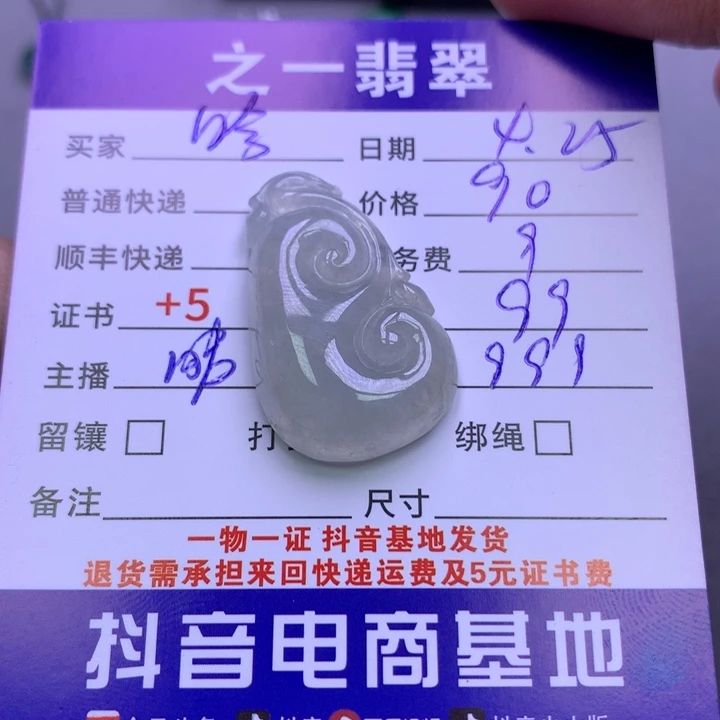 之一翡翠
买家 日期 4.25
普通快递 价格 90
顺丰快递 务费 9
证书 +5 99
主播 999
留镶 打 绑绳
备注 尺寸
一物一证 抖音基地发货
退货需承担来回快递运费及5元证书费
抖音电商基地